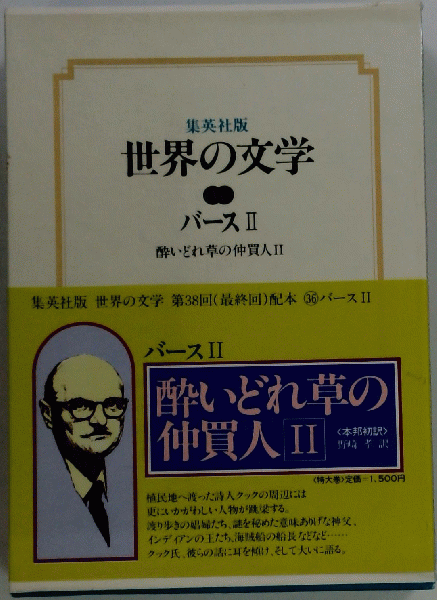 集英社版
世界の文学
バースⅡ
酔いどれ草の仲買人Ⅱ
集英社版 世界の文学 第38回(最終回)配本 ㊱バースⅡ
バースⅡ
酔いどれ草の
仲買人Ⅱ
〈本邦初訳〉
野崎 孝 訳
〈特大巻〉定価=1,500円
植民地へ渡った詩人クックの周辺には
更にいかがわしい人物が跳梁する。
渡り歩きの娼婦たち、謎を秘めた意味ありげな神父、
インディアンの王たち、海賊船の船長などなど……
クック氏、彼らの話に耳を傾け、そして大いに語る。